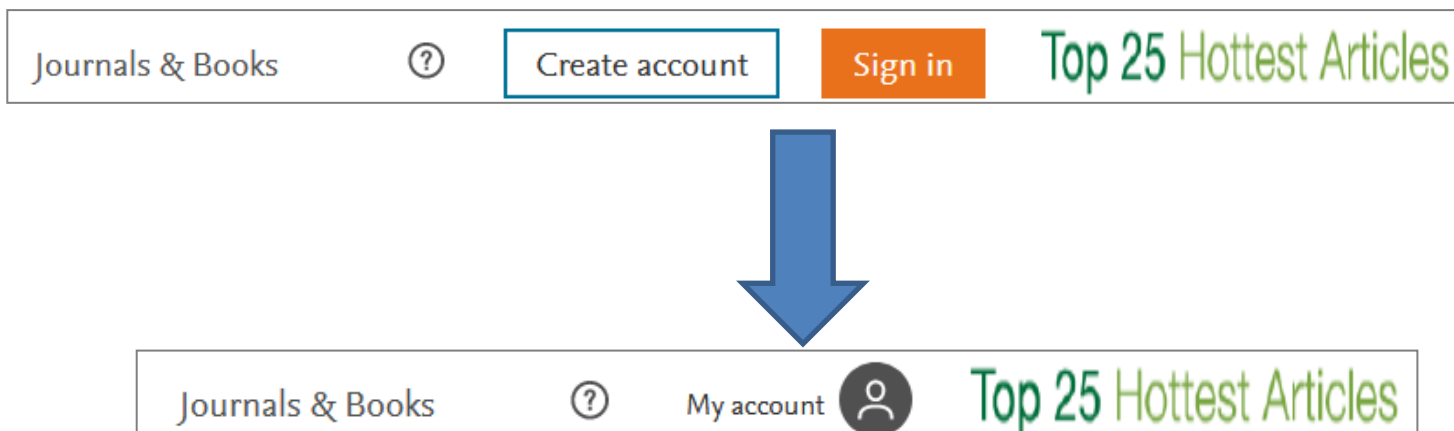 Journals & Books ? Create account Sign in Top 25 Hottest Articles
Journals & Books ? My account Top 25 Hottest Articles